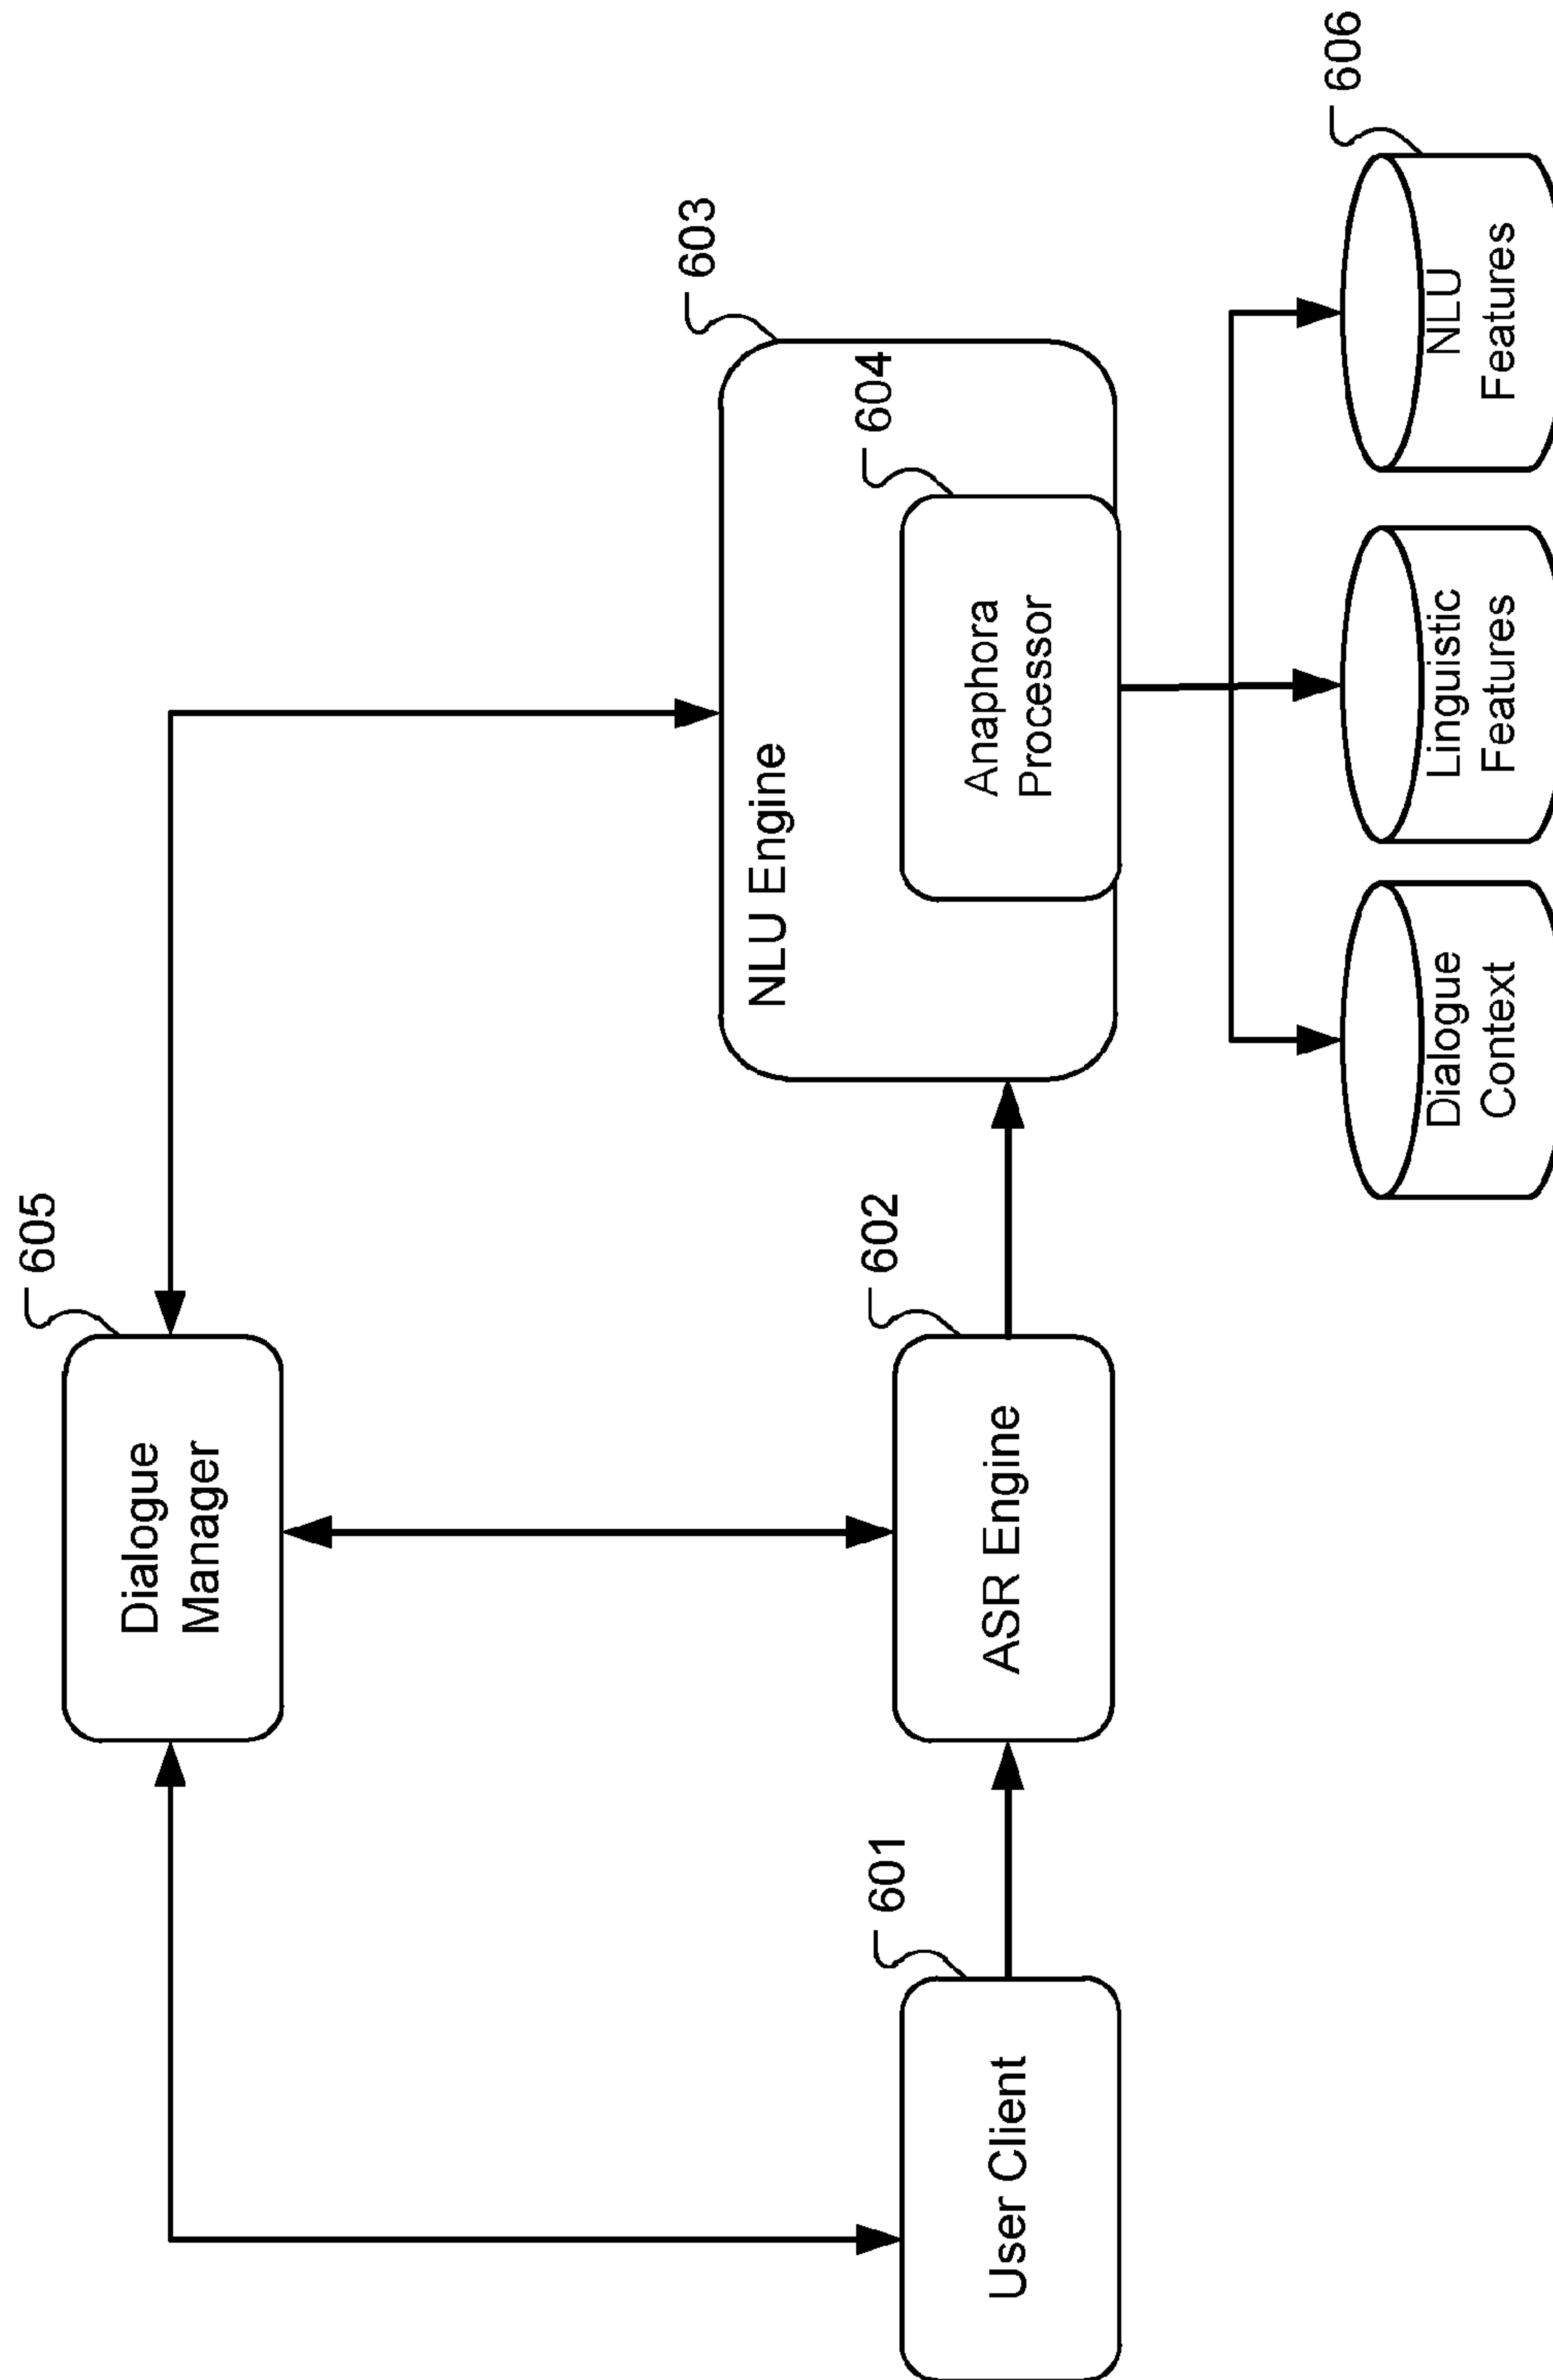 605
Dialogue
Manager
603
NLU Engine
604
Anaphora
Processor
601
User Client
602
ASR Engine
606
Dialogue
Context
Linguistic
Features
NLU
Features